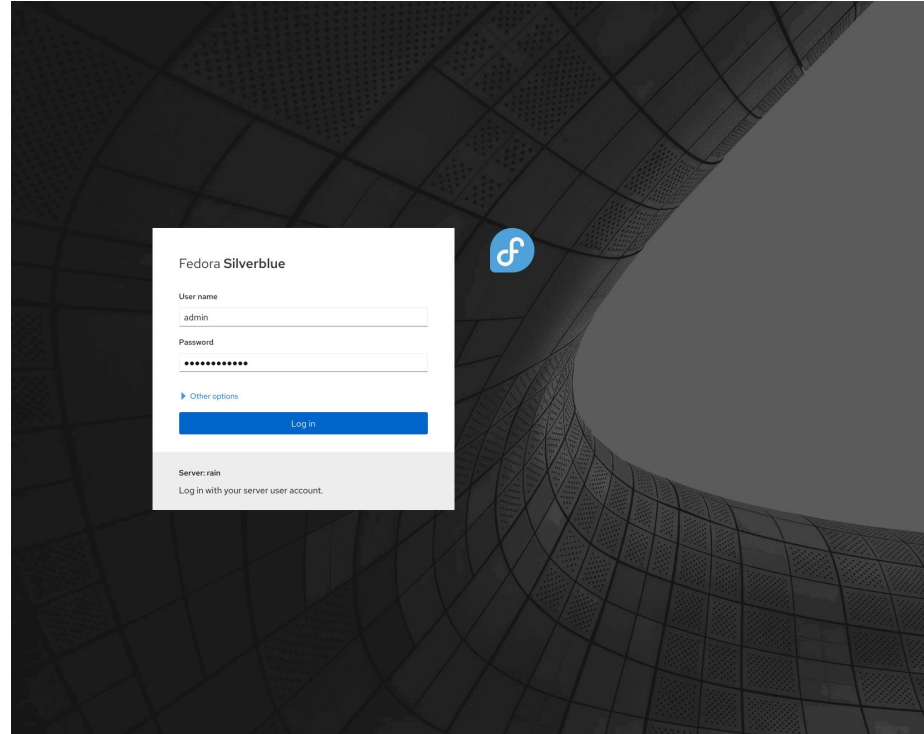 Fedora Silverblue
User name
admin
Password
••••••••••••
Other options
Log in
Server: rain
Log in with your server user account.